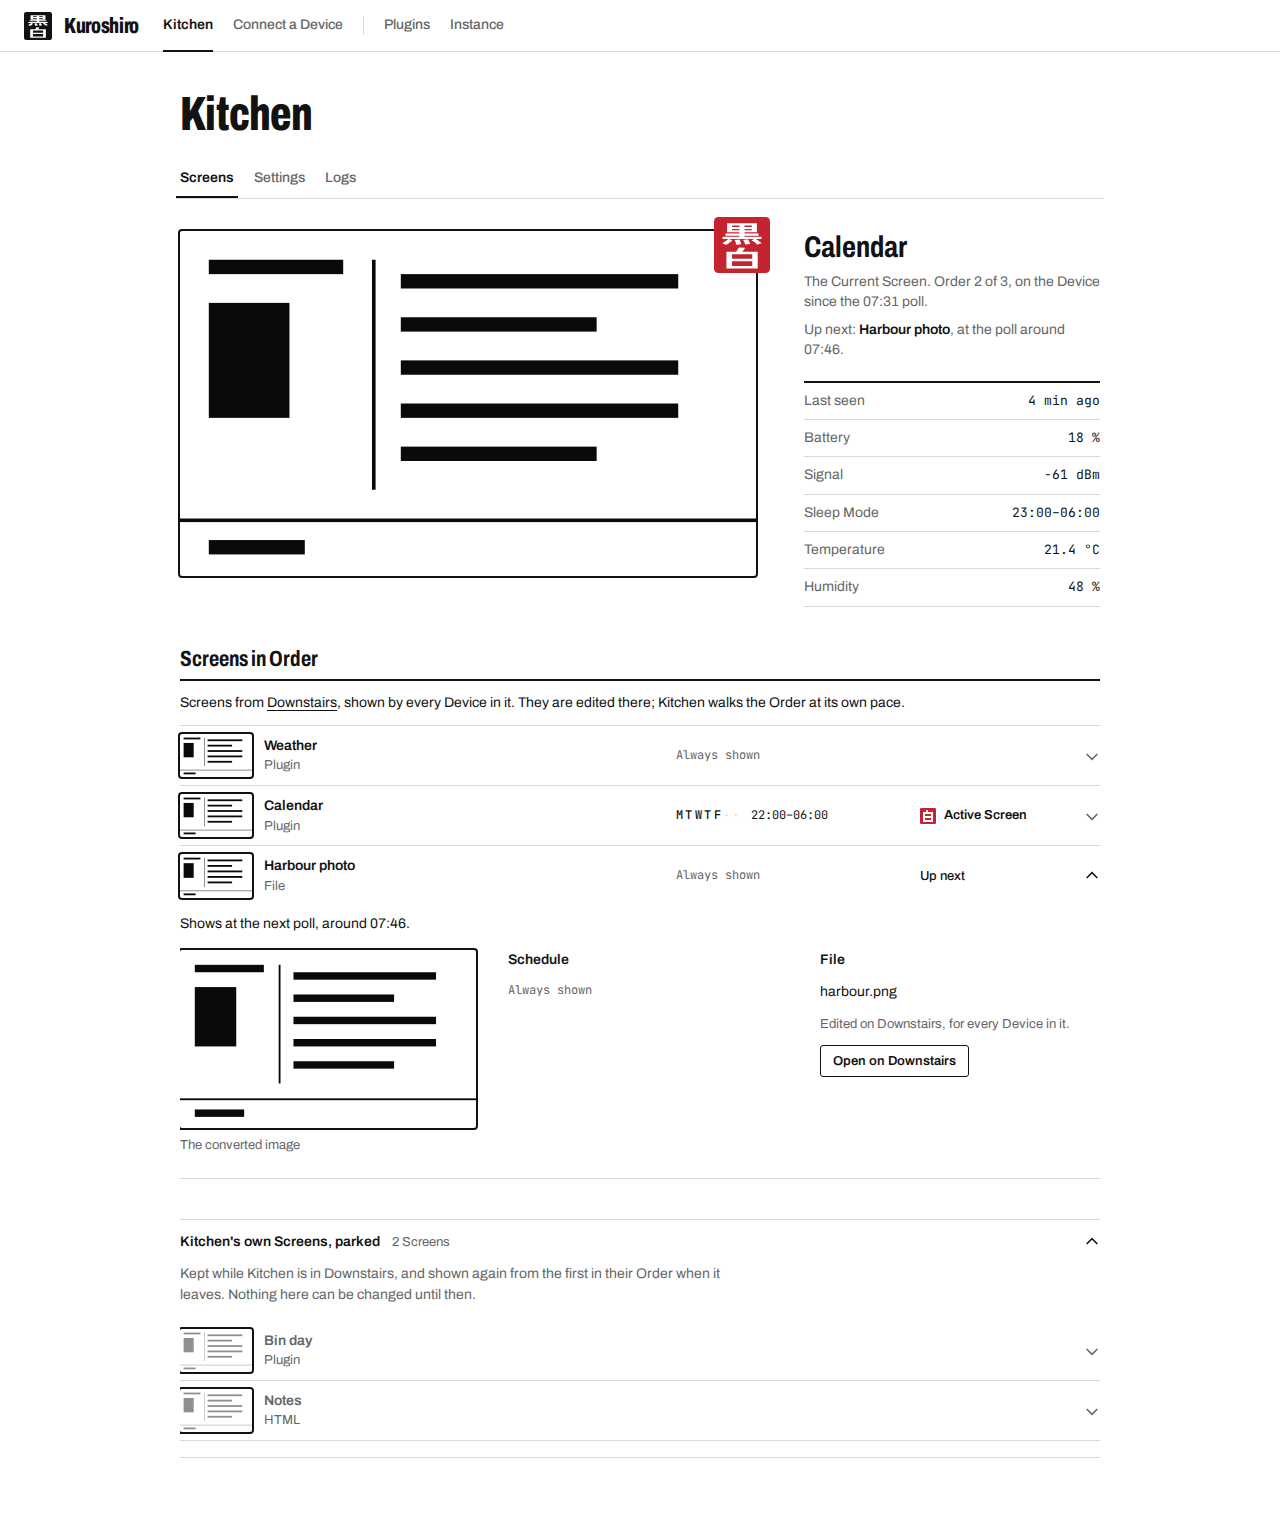 黒白 Kuroshiro Kitchen Connect a Device Plugins Instance
Kitchen
Screens Settings Logs
黒白
Calendar
The Current Screen. Order 2 of 3, on the Device
since the 07:31 poll.
Up next: Harbour photo, at the poll around
07:46.
Last seen 4 min ago
Battery 18 %
Signal -61 dBm
Sleep Mode 23:00–06:00
Temperature 21.4 °C
Humidity 48 %
Screens in Order
Screens from Downstairs, shown by every Device in it. They are edited there; Kitchen walks the Order at its own pace.
Weather
Plugin
Always shown
Calendar
Plugin
MTWTF·· 22:00–06:00
白 Active Screen
Harbour photo
File
Always shown
Up next
Shows at the next poll, around 07:46.
Schedule
Always shown
File
harbour.png
Edited on Downstairs, for every Device in it.
Open on Downstairs
The converted image
Kitchen's own Screens, parked 2 Screens
Kept while Kitchen is in Downstairs, and shown again from the first in their Order when it
leaves. Nothing here can be changed until then.
Bin day
Plugin
Notes
HTML